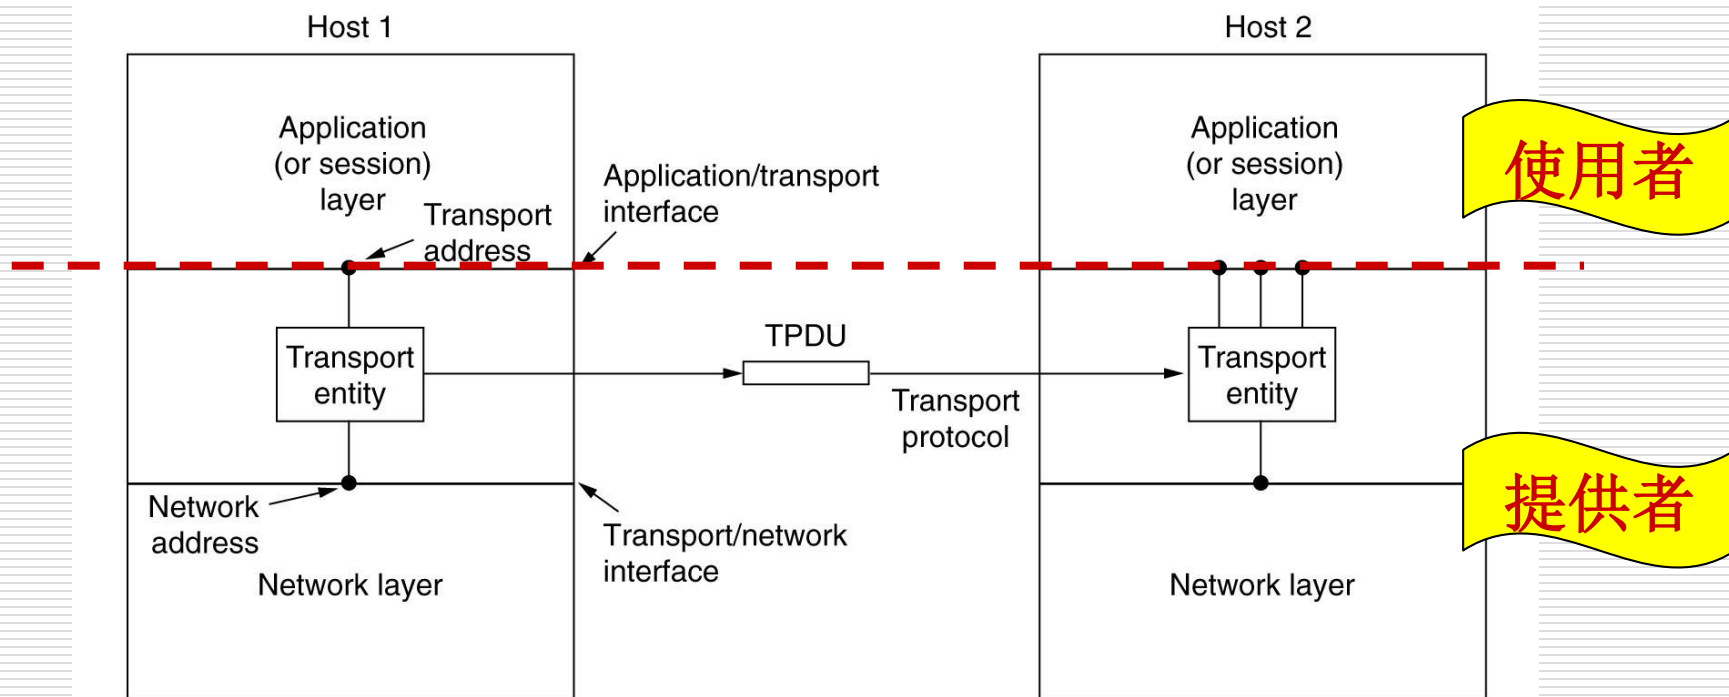 Host 1
Host 2
Application
(or session)
layer
Transport
address
Application/transport
interface
Application
(or session)
layer
使用者
Transport
entity
TPDU
Transport
protocol
Transport
entity
Network
address
Transport/network
interface
提供者
Network layer
Network layer